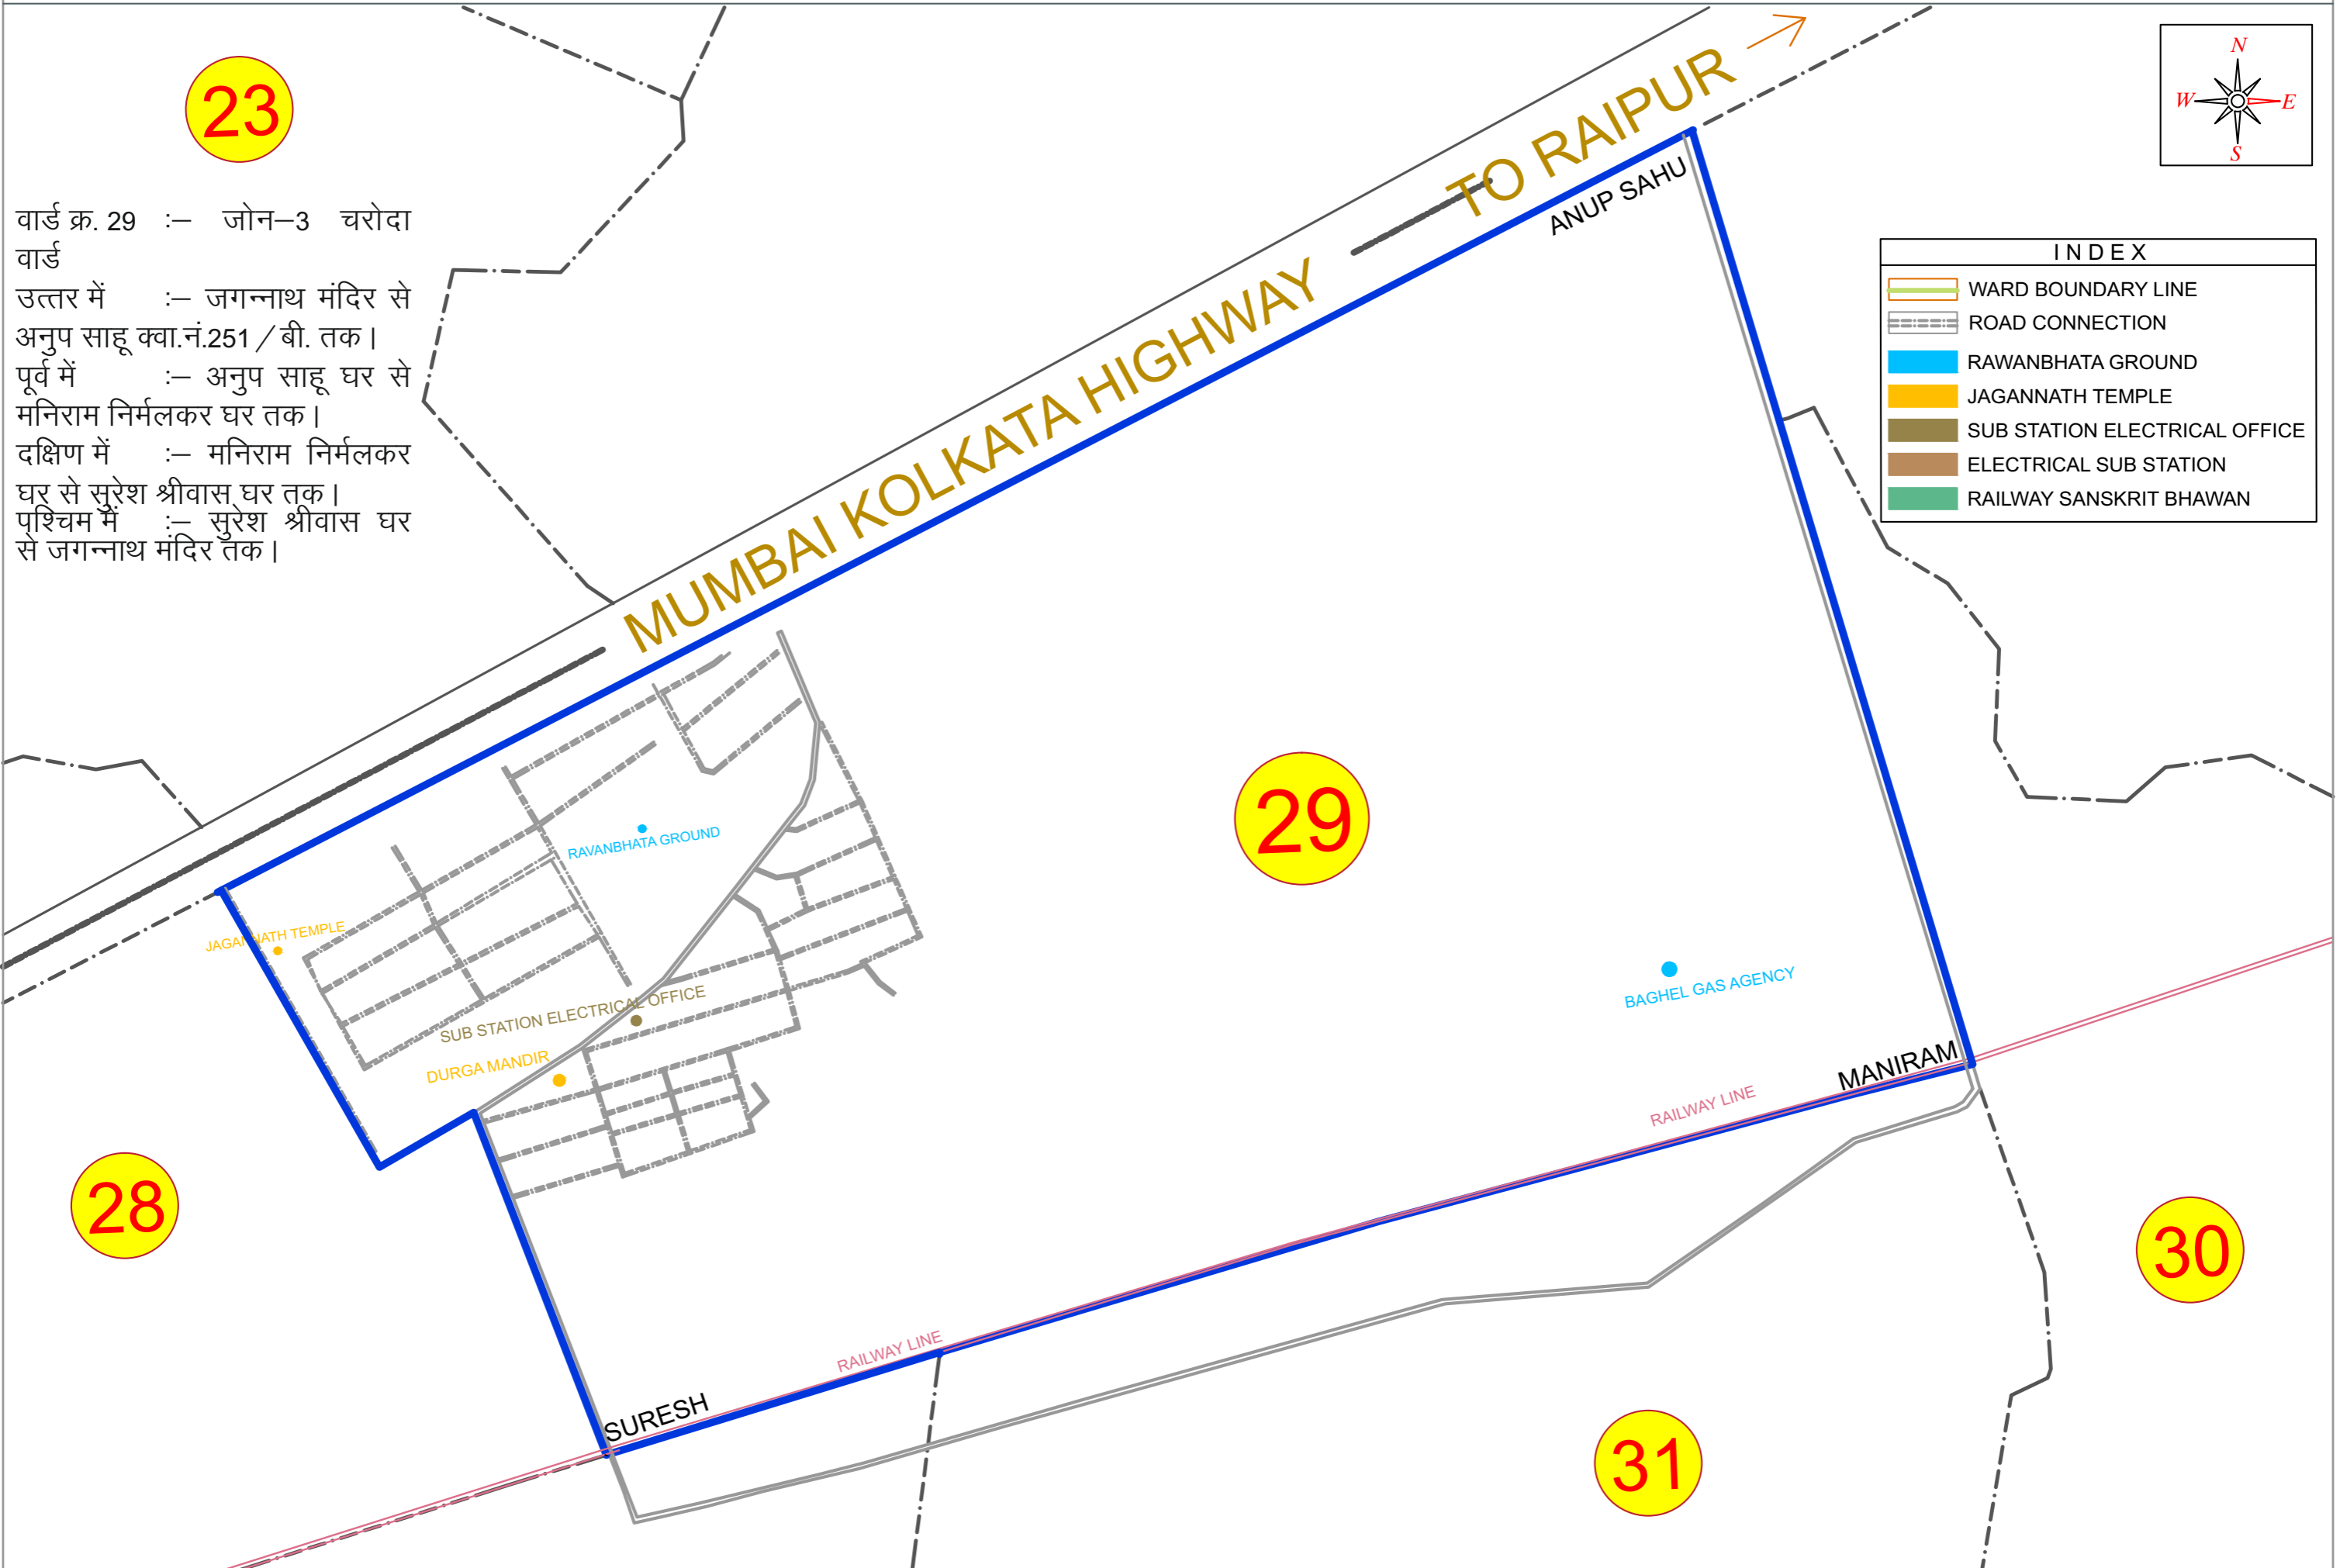 23
वार्ड क्र. 29 :– जोन–3 चरोदा
वार्ड
उत्तर में :– जगन्नाथ मंदिर से
अनुप साहू क्वा.नं.251 / बी. तक।
पूर्व में :– अनुप साहू घर से
मनिराम निर्मलकर घर तक।
दक्षिण में :– मनिराम निर्मलकर
घर से सुरेश श्रीवास घर तक।
पश्चिम में :– सुरेश श्रीवास घर
से जगन्नाथ मंदिर तक।
MUMBAI KOLKATA HIGHWAY
TO RAIPUR
ANUP SAHU
N
W
E
S
INDEX
WARD BOUNDARY LINE
ROAD CONNECTION
RAWANBHATA GROUND
JAGANNATH TEMPLE
SUB STATION ELECTRICAL OFFICE
ELECTRICAL SUB STATION
RAILWAY SANSKRIT BHAWAN
RAVANBHATA GROUND
29
JAGANNATH TEMPLE
SUB STATION ELECTRICAL OFFICE
DURGA MANDIR
BAGHEL GAS AGENCY
MANIRAM
RAILWAY LINE
28
30
RAILWAY LINE
SURESH
31